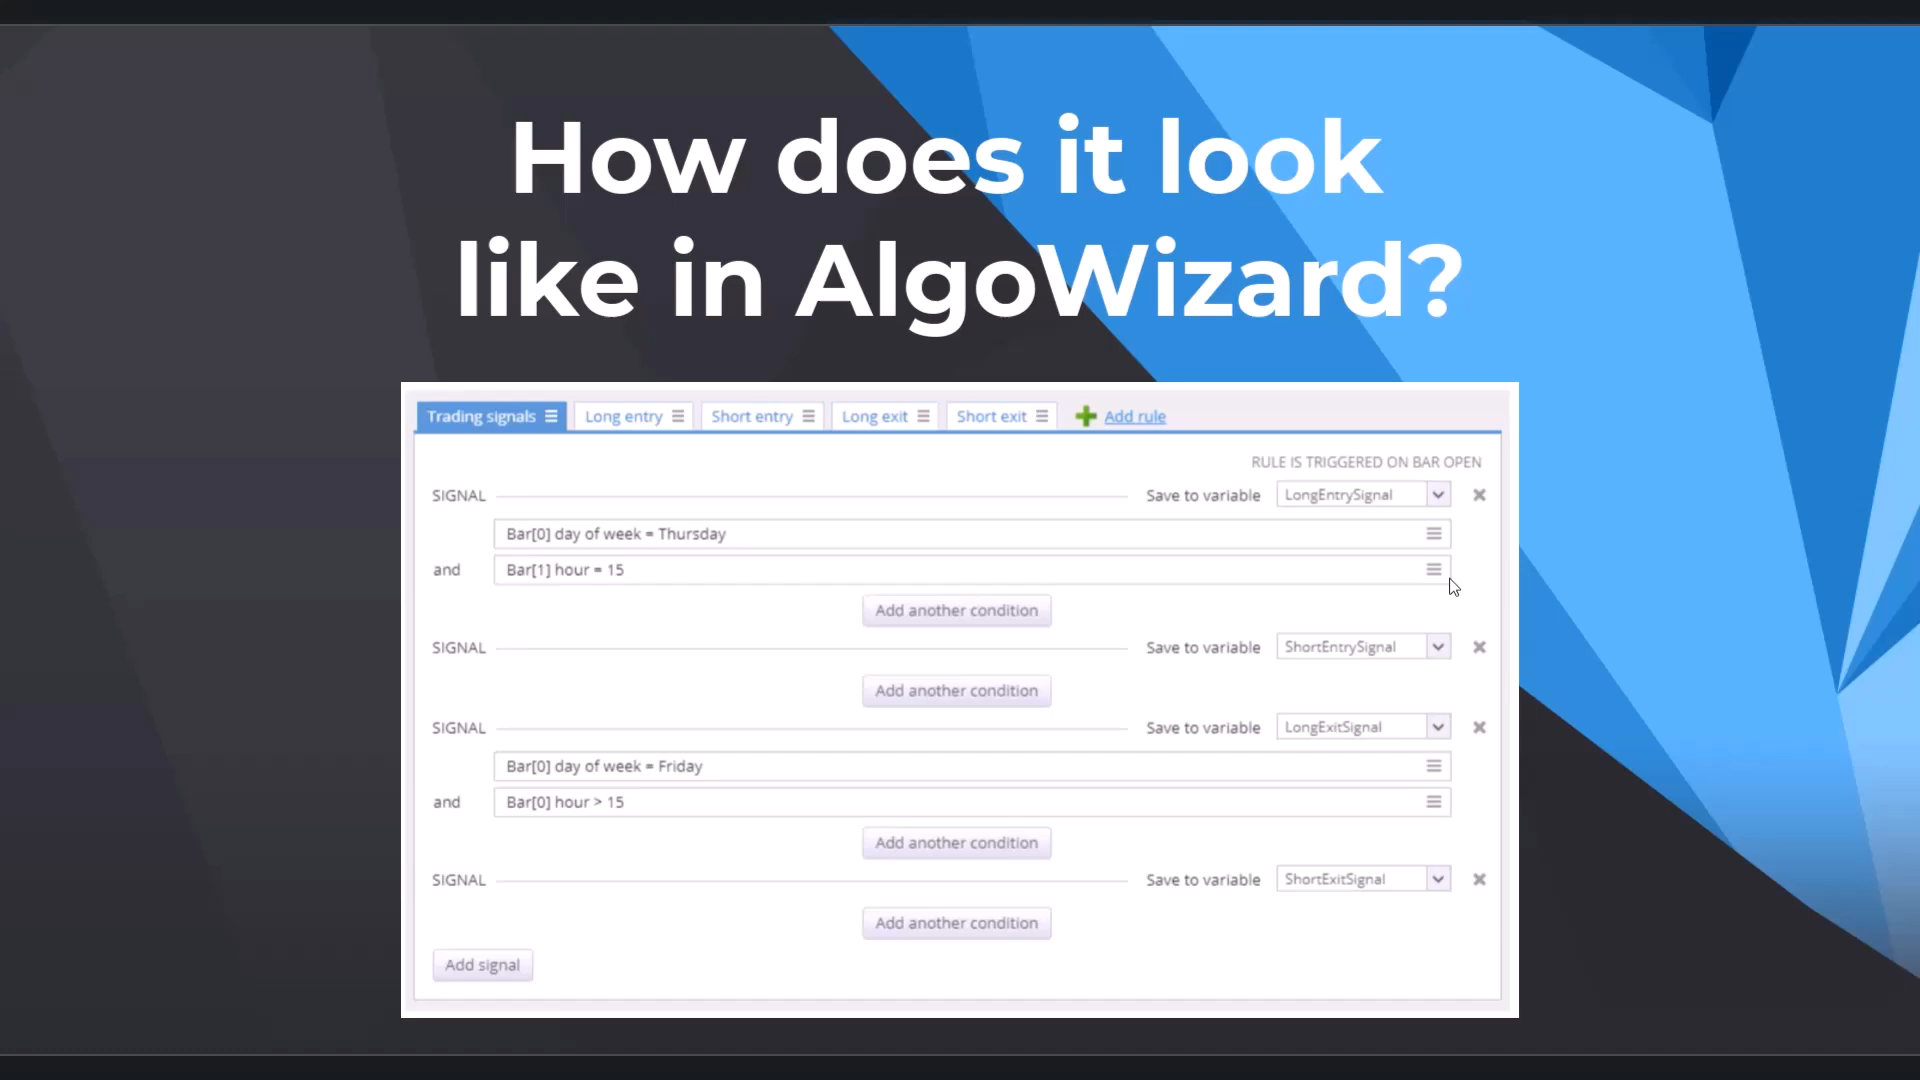 How does it look
like in AlgoWizard?
Trading signals Long entry Short entry Long exit Short exit Add rule
RULE IS TRIGGERED ON BAR OPEN
SIGNAL Save to variable LongEntrySignal
Bar[0] day of week = Thursday
and Bar[1] hour = 15
Add another condition
SIGNAL Save to variable ShortEntrySignal
Add another condition
SIGNAL Save to variable LongExitSignal
Bar[0] day of week = Friday
and Bar[0] hour > 15
Add another condition
SIGNAL Save to variable ShortExitSignal
Add another condition
Add signal